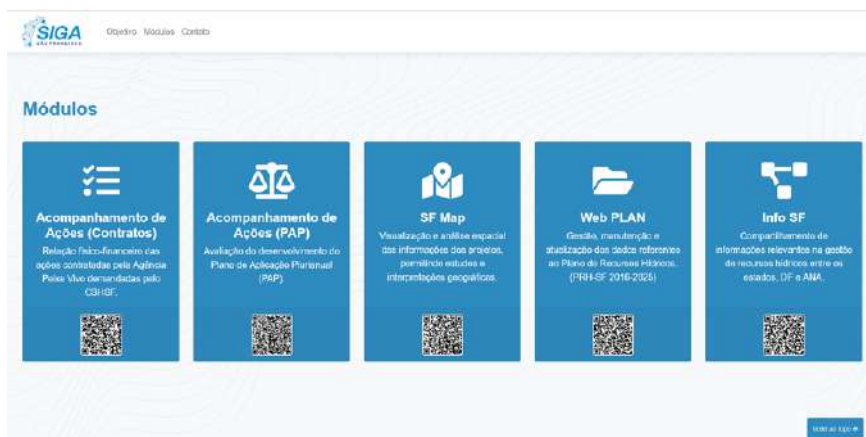 SIGA
SÃO FRANCISCO
Objetivo Módulos Contato
Módulos
Acompanhamento de
Ações (Contratos)
Relação físico-financeiro das
ações contratadas pela Agência
Peixe Vivo demandadas pelo
CBHSF.
Acompanhamento de
Ações (PAP)
Avaliação do desenvolvimento do
Plano de Aplicação Plurianual
(PAP)
SF Map
Visualização e análise espacial
das informações dos projetos,
permitindo estudos e
interpretações geográficas.
Web PLAN
Gestão, manutenção e
atualização dos dados referentes
ao Plano de Recursos Hídricos.
(PRH-SF 2016-2025)
Info SF
Compartilhamento de
informações relevantes na gestão
de recursos hídricos entre os
estados, DF e ANA.